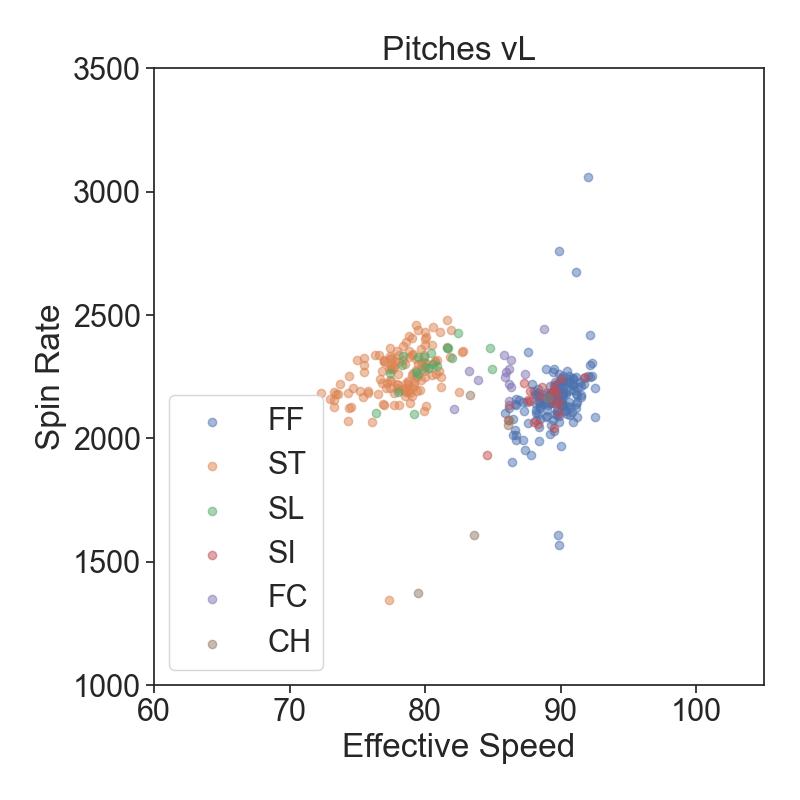 Pitches vL
3500
3000
2500
2000
1500
1000
Spin Rate
FF
ST
SL
SI
FC
CH
60 70 80 90 100
Effective Speed